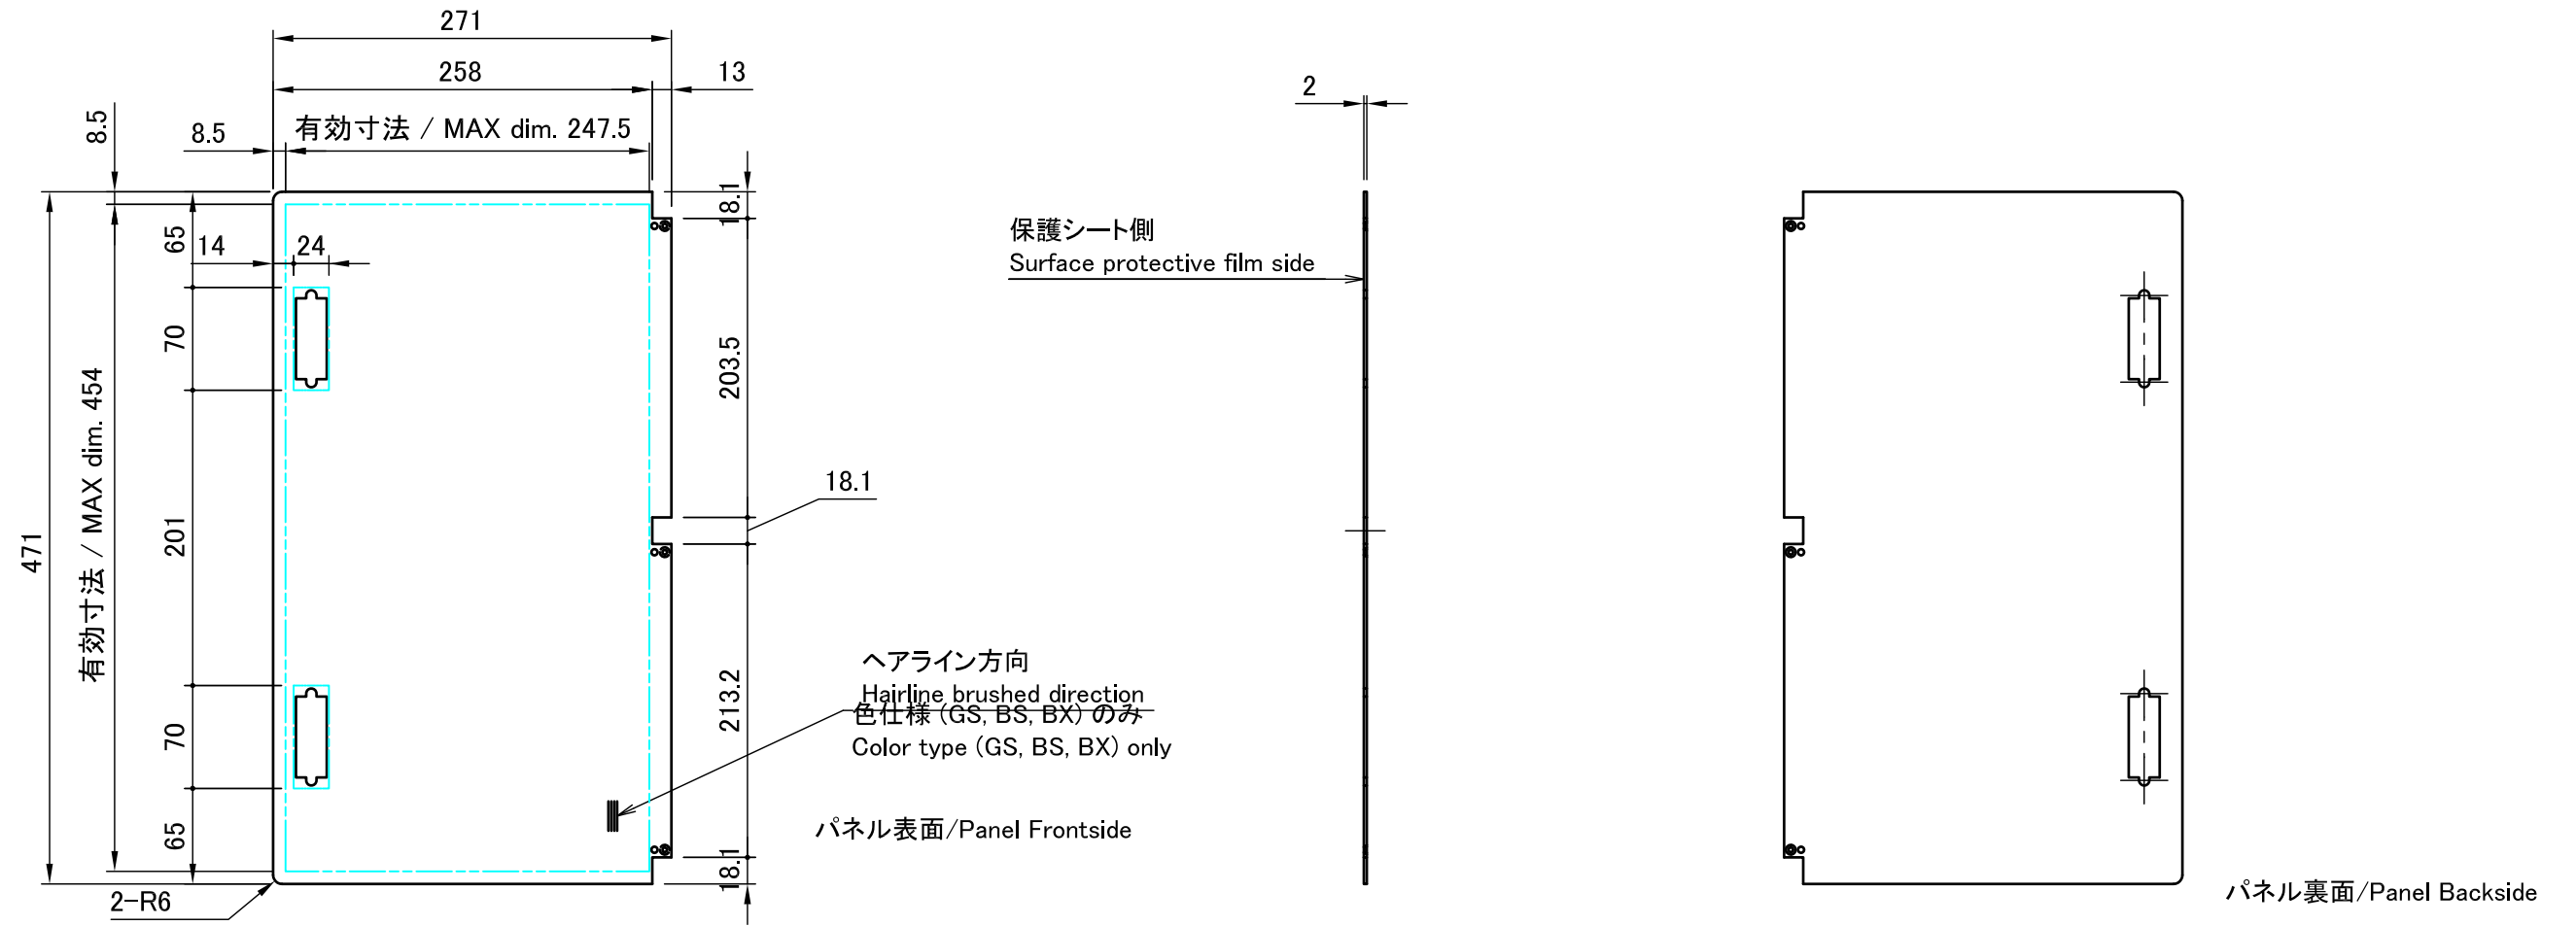 271
258
13
8.5
8.5
有効寸法 / MAX dim. 247.5
2
18.1
65
14
24
保護シート側
Surface protective film side
70
203.5
有効寸法 / MAX dim. 454
18.1
471
201
ヘアライン方向
Hairline brushed direction
色仕様 (GS, BS, BX) のみ
Color type (GS, BS, BX) only
213.2
70
65
パネル表面/Panel Frontside
18.1
2-R6
パネル裏面/Panel Backside